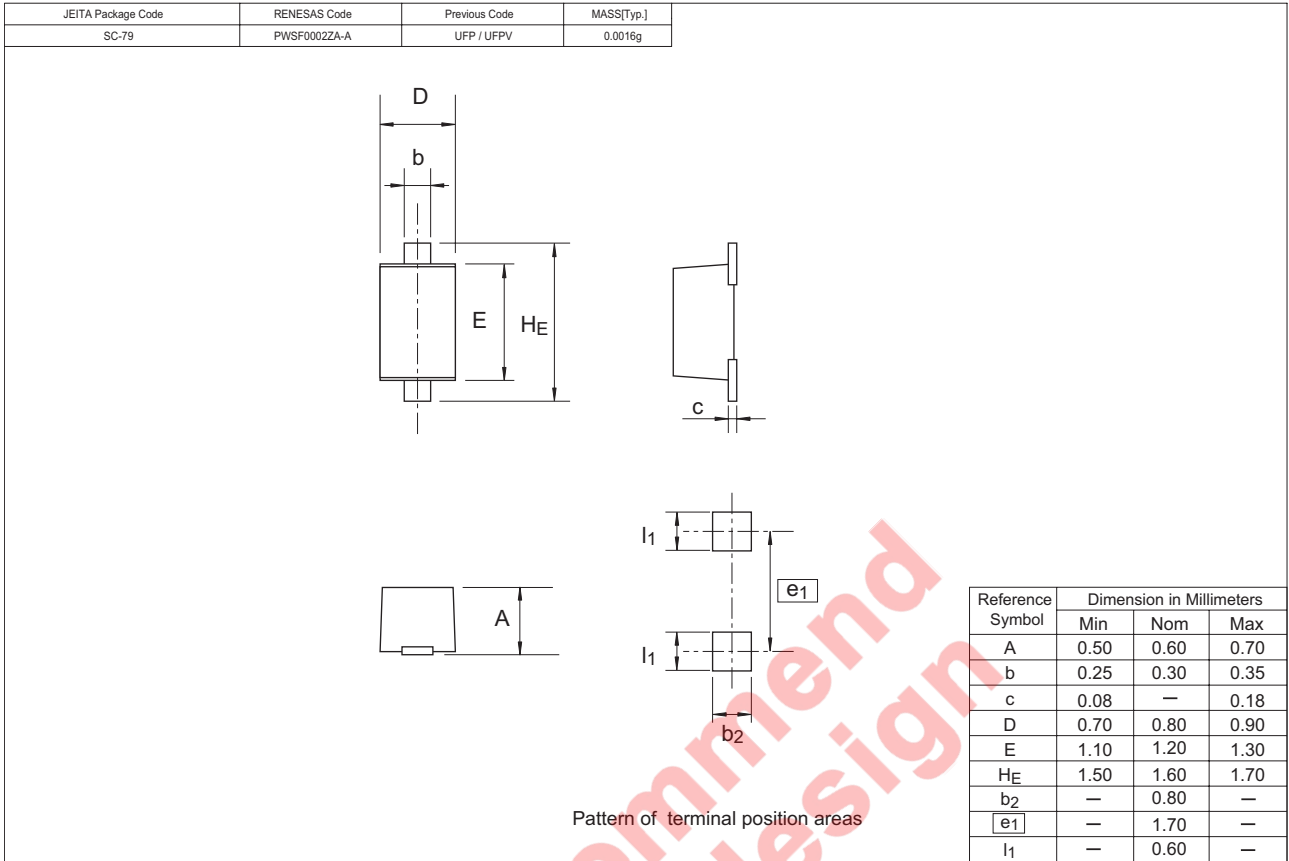 JEITA Package Code RENESAS Code Previous Code MASS[Typ.]
SC-79 PWSF0002ZA-A UFP / UFPV 0.0016g
D
b
E HE
c
l1
e1
A
l1
b2
Pattern of terminal position areas
Reference Symbol Dimension in Millimeters
Min Nom Max
A 0.50 0.60 0.70
b 0.25 0.30 0.35
c 0.08 — 0.18
D 0.70 0.80 0.90
E 1.10 1.20 1.30
HE 1.50 1.60 1.70
b2 — 0.80 —
e1 — 1.70 —
l1 — 0.60 —
ommend
design